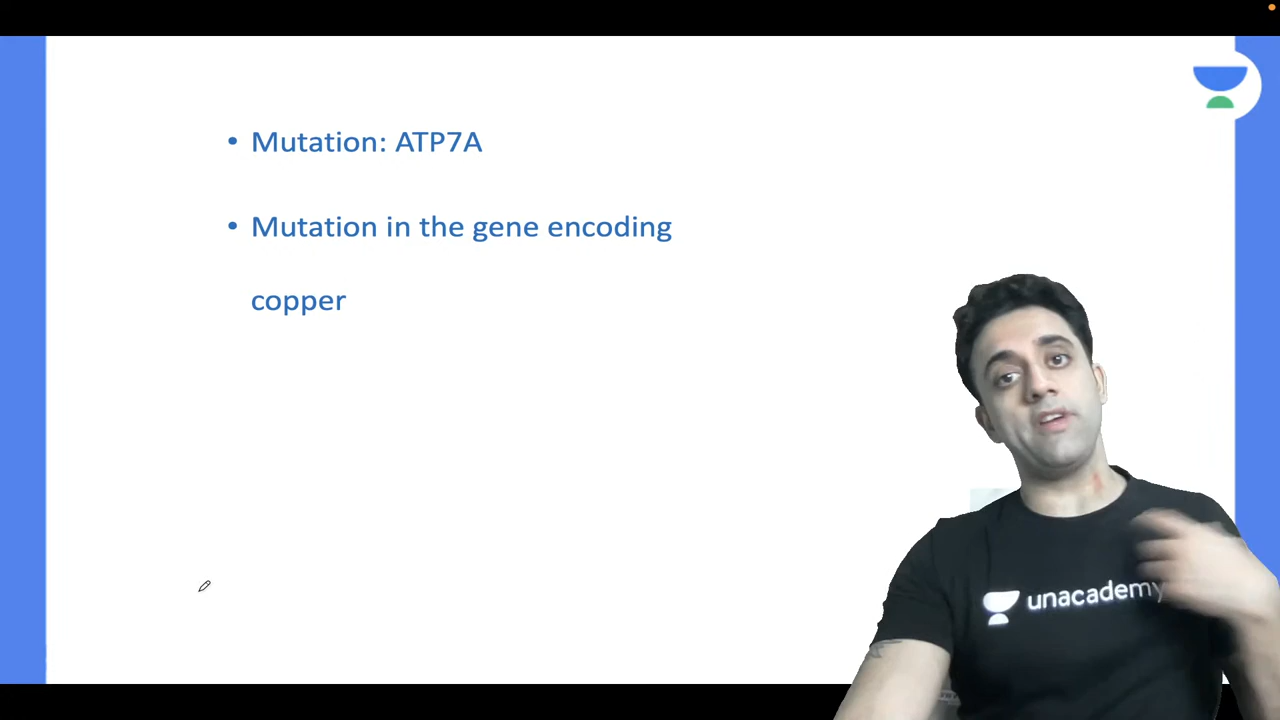 • Mutation: ATP7A
• Mutation in the gene encoding
copper
unacademy